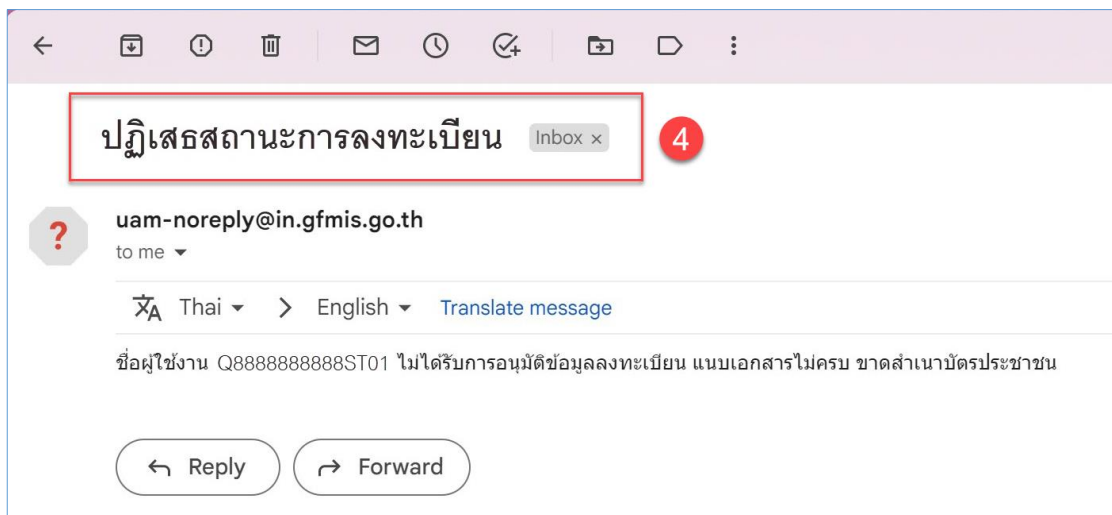 ปฏิเสธสถานะการลงทะเบียน Inbox ×
4
?
uam-noreply@in.gfmis.go.th
to me
Thai > English Translate message
ชื่อผู้ใช้งาน Q8888888888ST01 ไม่ได้รับการอนุมัติข้อมูลลงทะเบียน แนบเอกสารไม่ครบ ขาดสำเนาบัตรประชาชน
Reply Forward